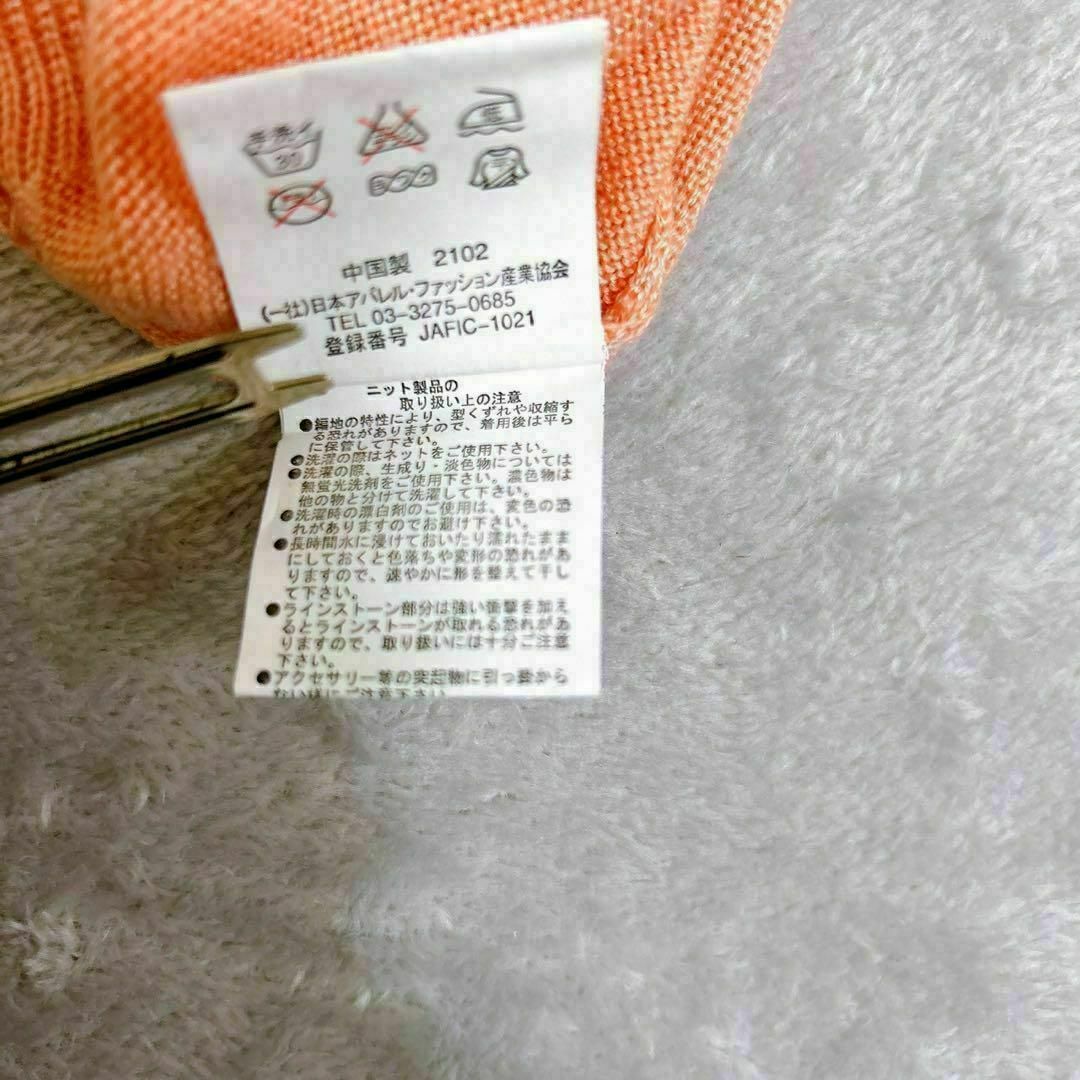 手洗イ
30
中国製 2102
(一社)日本アパレル・ファッション産業協会
TEL 03-3275-0685
登録番号 JAFIC-1021
ニット製品の
取り扱い上の注意
●編地の特性により、型くずれや収縮す
る恐れがありますので、着用後は平ら
に保管して下さい。
●洗濯の際はネットをご使用下さい。
●洗濯の際、生成り・淡色物については
無蛍光洗剤をご使用下さい。濃色物は
他の物と分けて洗濯して下さい。
●洗濯時の漂白剤のご使用は、変色の恐
れがありますのでお避け下さい。
●長時間水に浸けておいたり濡れたまま
にしておくと色落ちや変形の恐れがあ
りますので、速やかに形を整えて干し
て下さい。
●ラインストーン部分は強い衝撃を加え
るとラインストーンが取れる恐れがあ
りますので、取り扱いには十分ご注意
下さい。
●アクセサリー等の突起物に引っ掛から
ない様にご注意下さい。